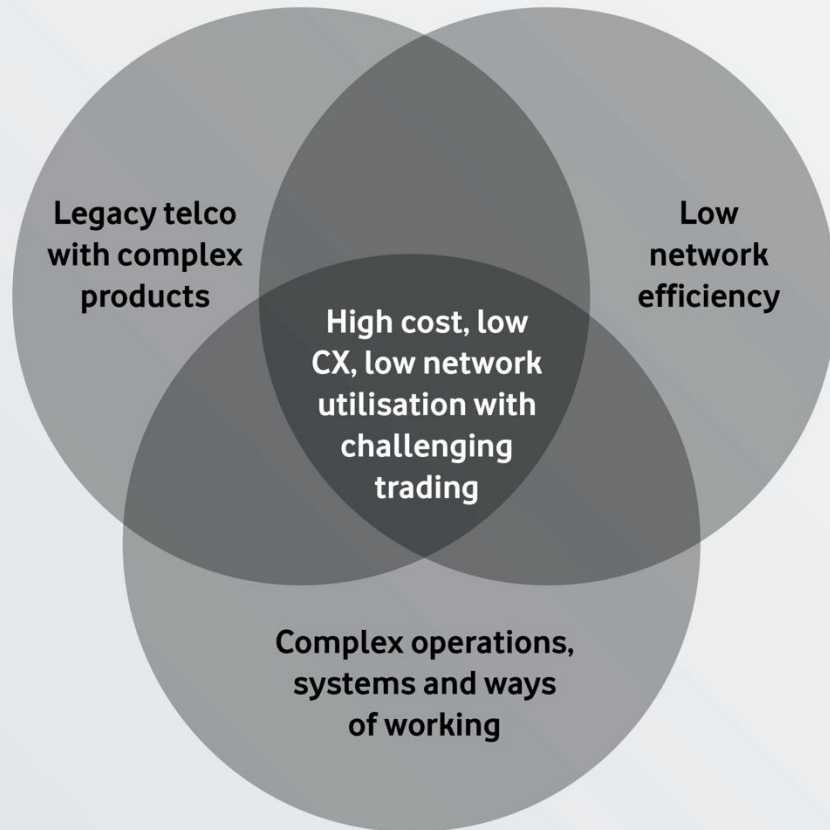 Legacy telco
with complex
products
Low
network
efficiency
High cost, low
CX, low network
utilisation with
challenging
trading
Complex operations,
systems and ways
of working